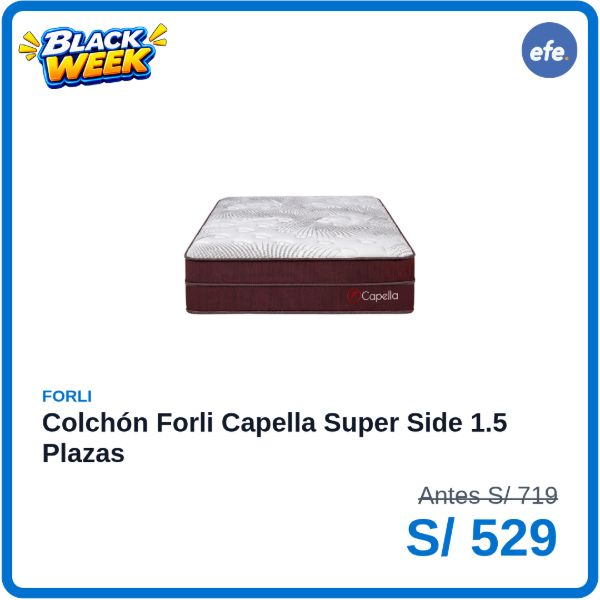 BLACK
WEEK
efe.
Capella
FORLI
Colchón Forli Capella Super Side 1.5
Plazas
Antes S/ 719
S/ 529